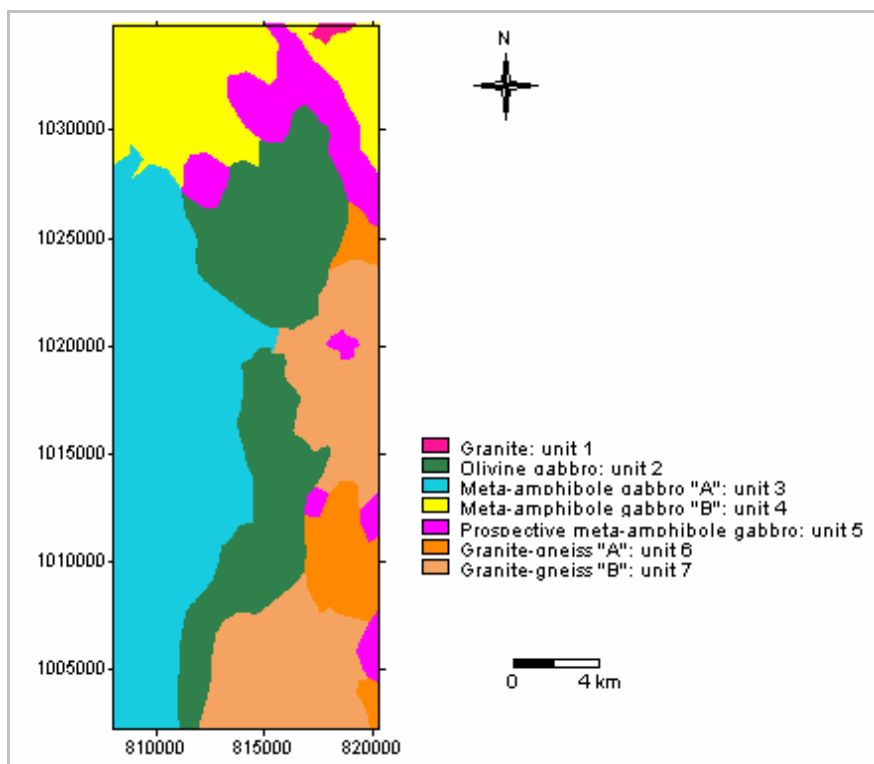 N
1030000
1025000
1020000
1015000
1010000
1005000
810000 815000 820000
Granite: unit 1
Olivine gabbro: unit 2
Meta-amphibole gabbro "A": unit 3
Meta-amphibole gabbro "B": unit 4
Prospective meta-amphibole gabbro: unit 5
Granite-gneiss "A": unit 6
Granite-gneiss "B": unit 7
0 4 km